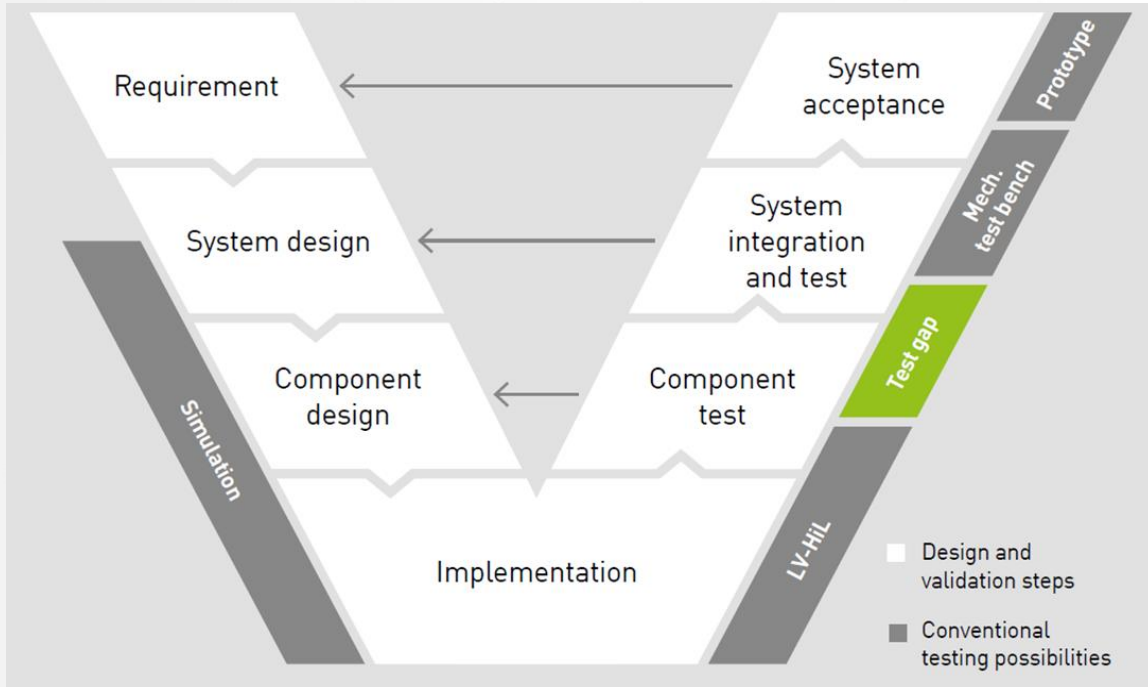 Requirement
System
acceptance
Prototype
System design
System
integration
and test
Mech.
test bench
Component
design
Component
test
Test gap
Simulation
Implementation
LV-HiL
Design and
validation steps
Conventional
testing possibilities